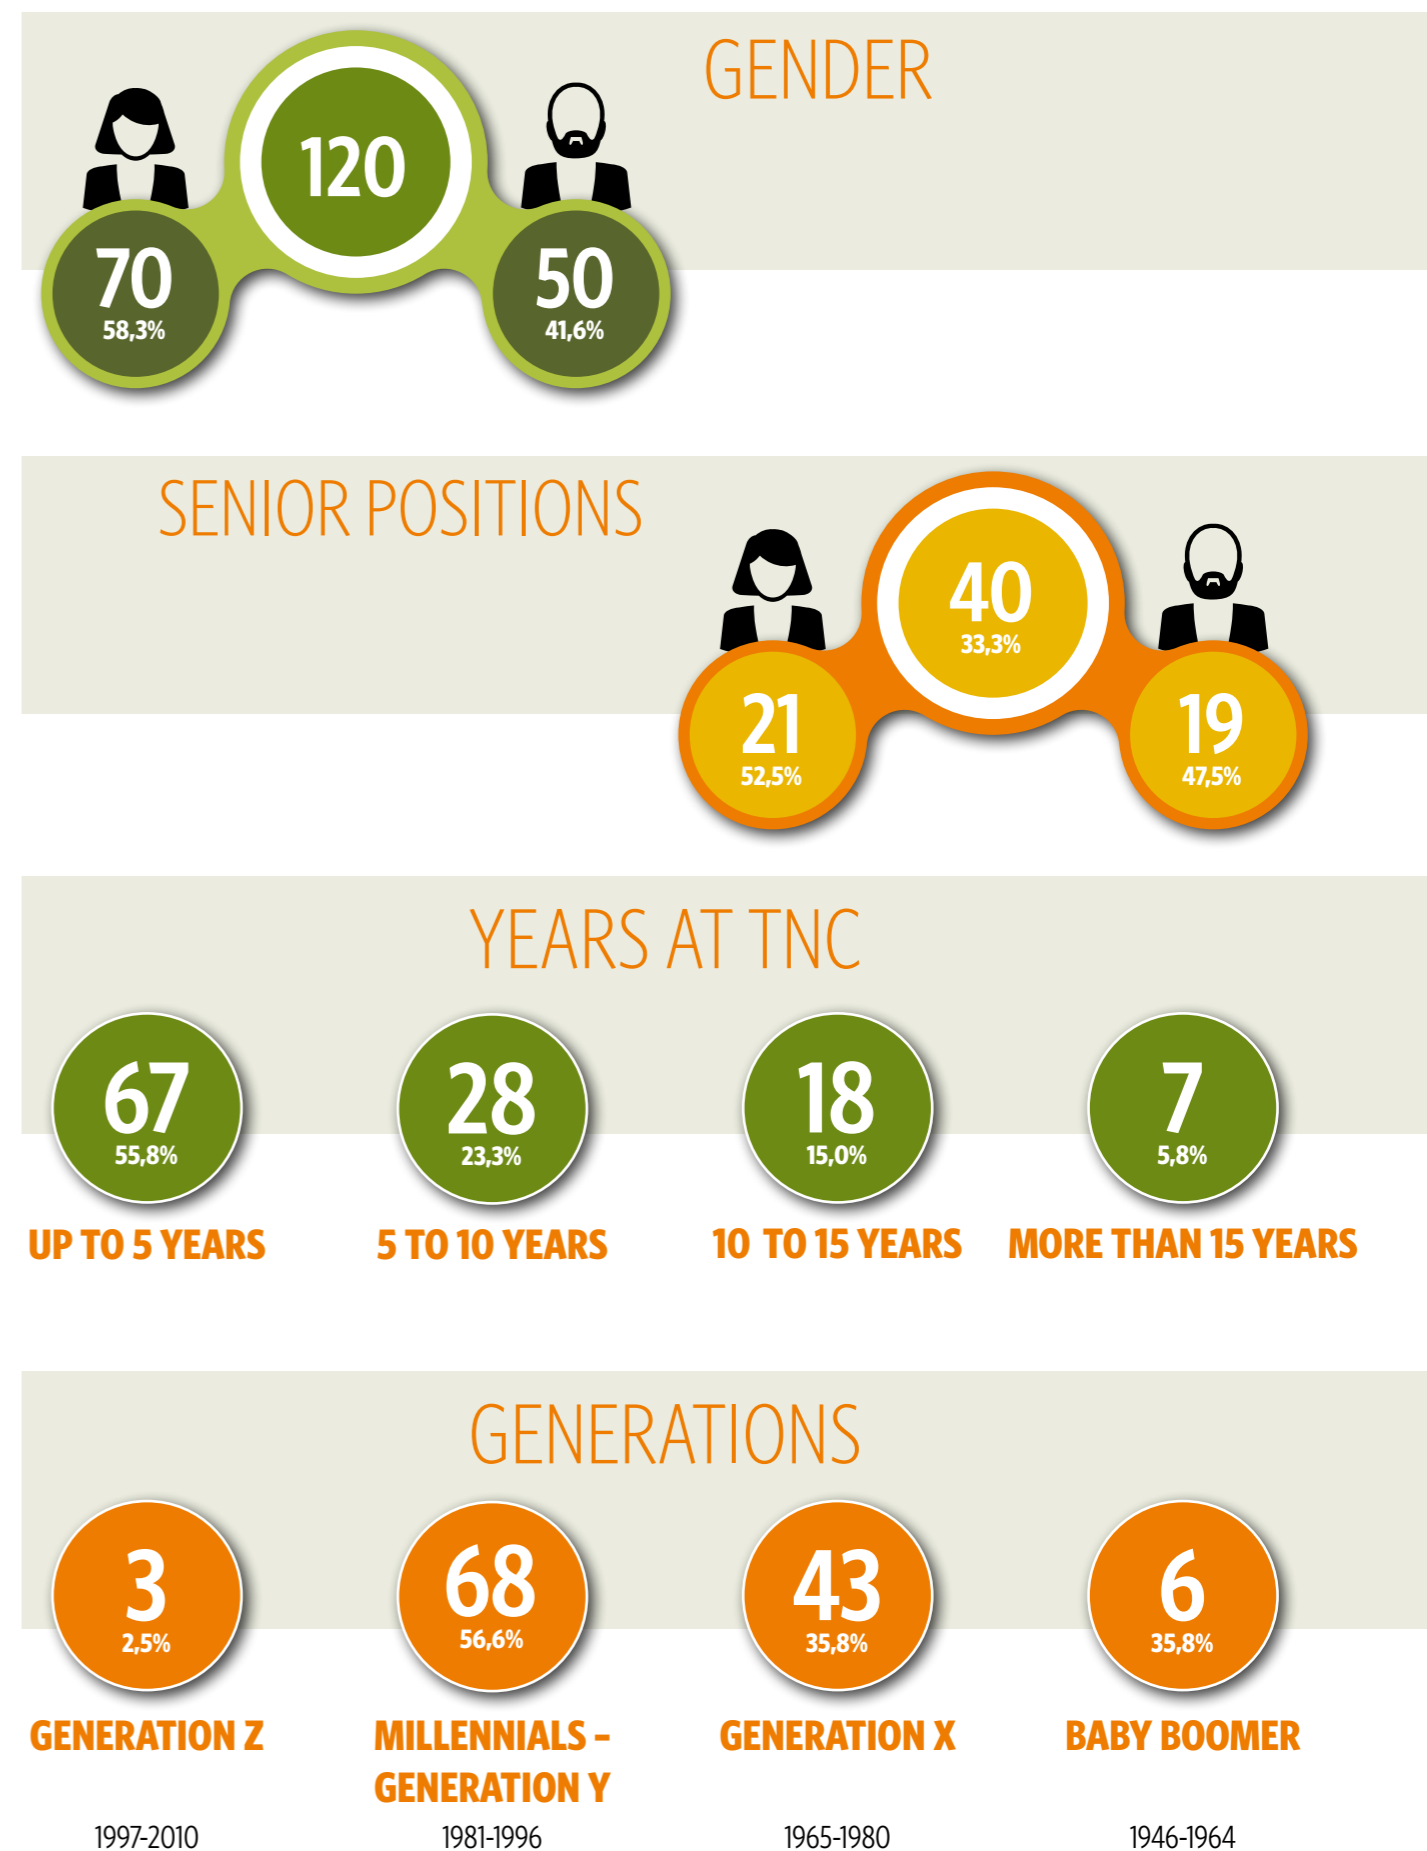 GENDER
120
70
58,3%
50
41,6%
SENIOR POSITIONS
40
33,3%
21
52,5%
19
47,5%
YEARS AT TNC
67
55,8%
UP TO 5 YEARS
28
23,3%
5 TO 10 YEARS
18
15,0%
10 TO 15 YEARS
7
5,8%
MORE THAN 15 YEARS
GENERATIONS
3
2,5%
GENERATION Z
1997-2010
68
56,6%
MILLENNIALS –
GENERATION Y
1981-1996
43
35,8%
GENERATION X
1965-1980
6
35,8%
BABY BOOMER
1946-1964